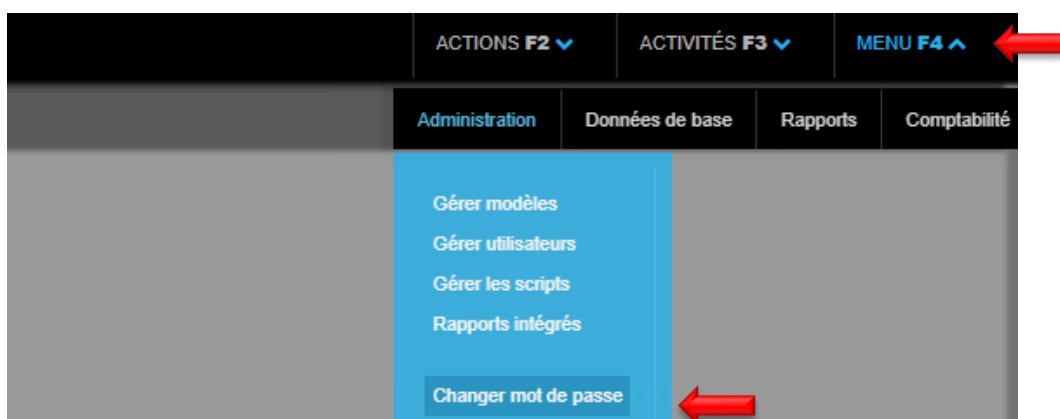 ACTIONS F2 ACTIVITÉS F3 MENU F4
Administration Données de base Rapports Comptabilité
Gérer modèles
Gérer utilisateurs
Gérer les scripts
Rapports intégrés
Changer mot de passe